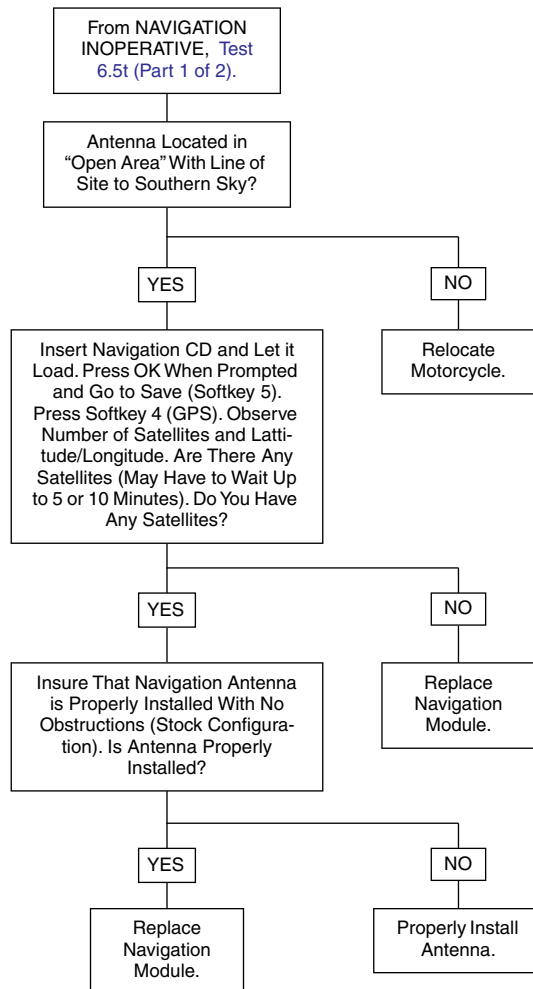 From NAVIGATION
INOPERATIVE, Test
6.5t (Part 1 of 2).
Antenna Located in
“Open Area” With Line of
Site to Southern Sky?
YES
NO
Insert Navigation CD and Let it
Load. Press OK When Prompted
and Go to Save (Softkey 5).
Press Softkey 4 (GPS). Observe
Number of Satellites and Latti-
tude/Longitude. Are There Any
Satellites (May Have to Wait Up
to 5 or 10 Minutes). Do You Have
Any Satellites?
Relocate
Motorcycle.
YES
NO
Insure That Navigation Antenna
is Properly Installed With No
Obstructions (Stock Configura-
tion). Is Antenna Properly
Installed?
Replace
Navigation
Module.
YES
NO
Replace
Navigation
Module.
Properly Install
Antenna.